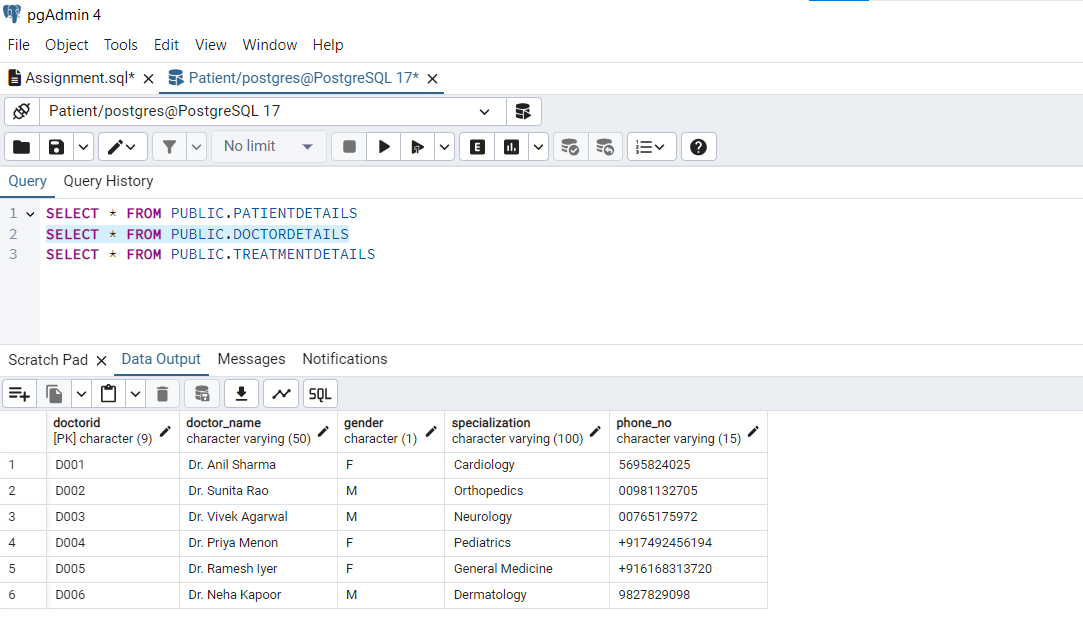 pgAdmin 4
File Object Tools Edit View Window Help
Assignment.sql* Patient/postgres@PostgreSQL 17*
Patient/postgres@PostgreSQL 17
No limit E
Query Query History
1 SELECT * FROM PUBLIC.PATIENTDETAILS
2 SELECT * FROM PUBLIC.DOCTORDETAILS
3 SELECT * FROM PUBLIC.TREATMENTDETAILS
Scratch Pad Data Output Messages Notifications
SQL
doctorid doctor_name gender specialization phone_no
[PK] character (9) character varying (50) character (1) character varying (100) character varying (15)
1 D001 Dr. Anil Sharma F Cardiology 5695824025
2 D002 Dr. Sunita Rao M Orthopedics 00981132705
3 D003 Dr. Vivek Agarwal M Neurology 00765175972
4 D004 Dr. Priya Menon F Pediatrics +917492456194
5 D005 Dr. Ramesh Iyer F General Medicine +916168313720
6 D006 Dr. Neha Kapoor M Dermatology 9827829098